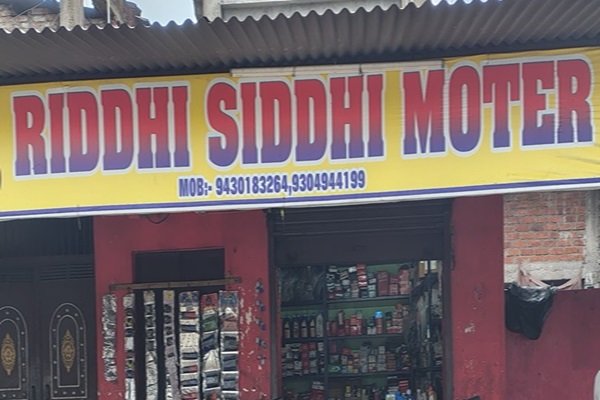 RIDDHI SIDDHI MOTER
MOB:- 9430183264,9304944199